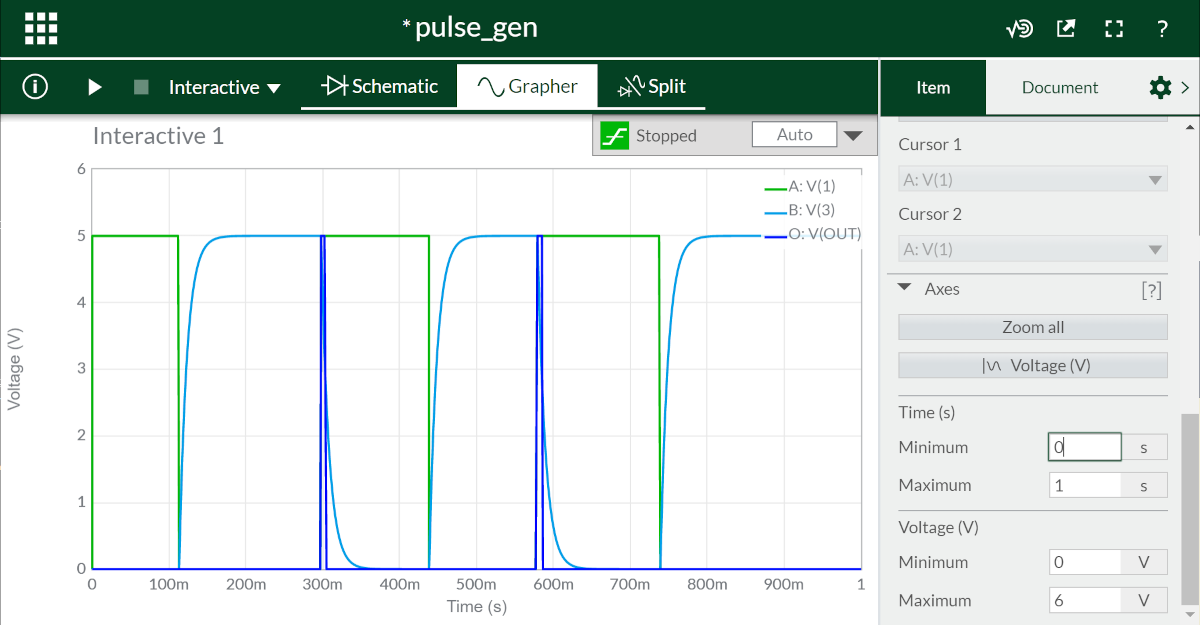 *pulse_gen
?
Interactive
Schematic
Grapher
Split
Item
Document
Interactive 1
Stopped
Auto
A: V(1)
B: V(3)
O: V(OUT)
6
5
4
3
2
1
0
Voltage (V)
0 100m 200m 300m 400m 500m 600m 700m 800m 900m 1
Time (s)
Cursor 1
A: V(1)
Cursor 2
A: V(1)
Axes [?]
Zoom all
Voltage (V)
Time (s)
Minimum 0 s
Maximum 1 s
Voltage (V)
Minimum 0 V
Maximum 6 V